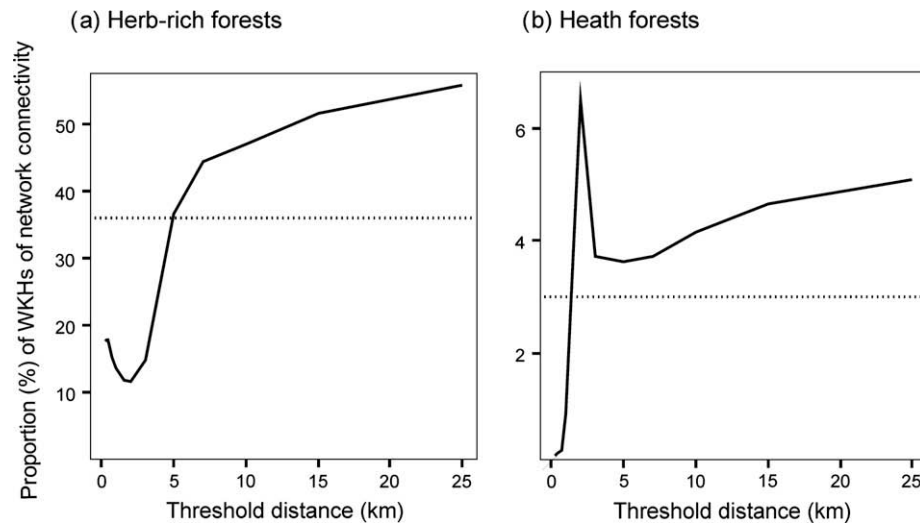 (a) Herb-rich forests
(b) Heath forests
Proportion (%) of WKHs of network connectivity
50
40
30
20
10
0 5 10 15 20 25
Threshold distance (km)
6
4
2
0 5 10 15 20 25
Threshold distance (km)